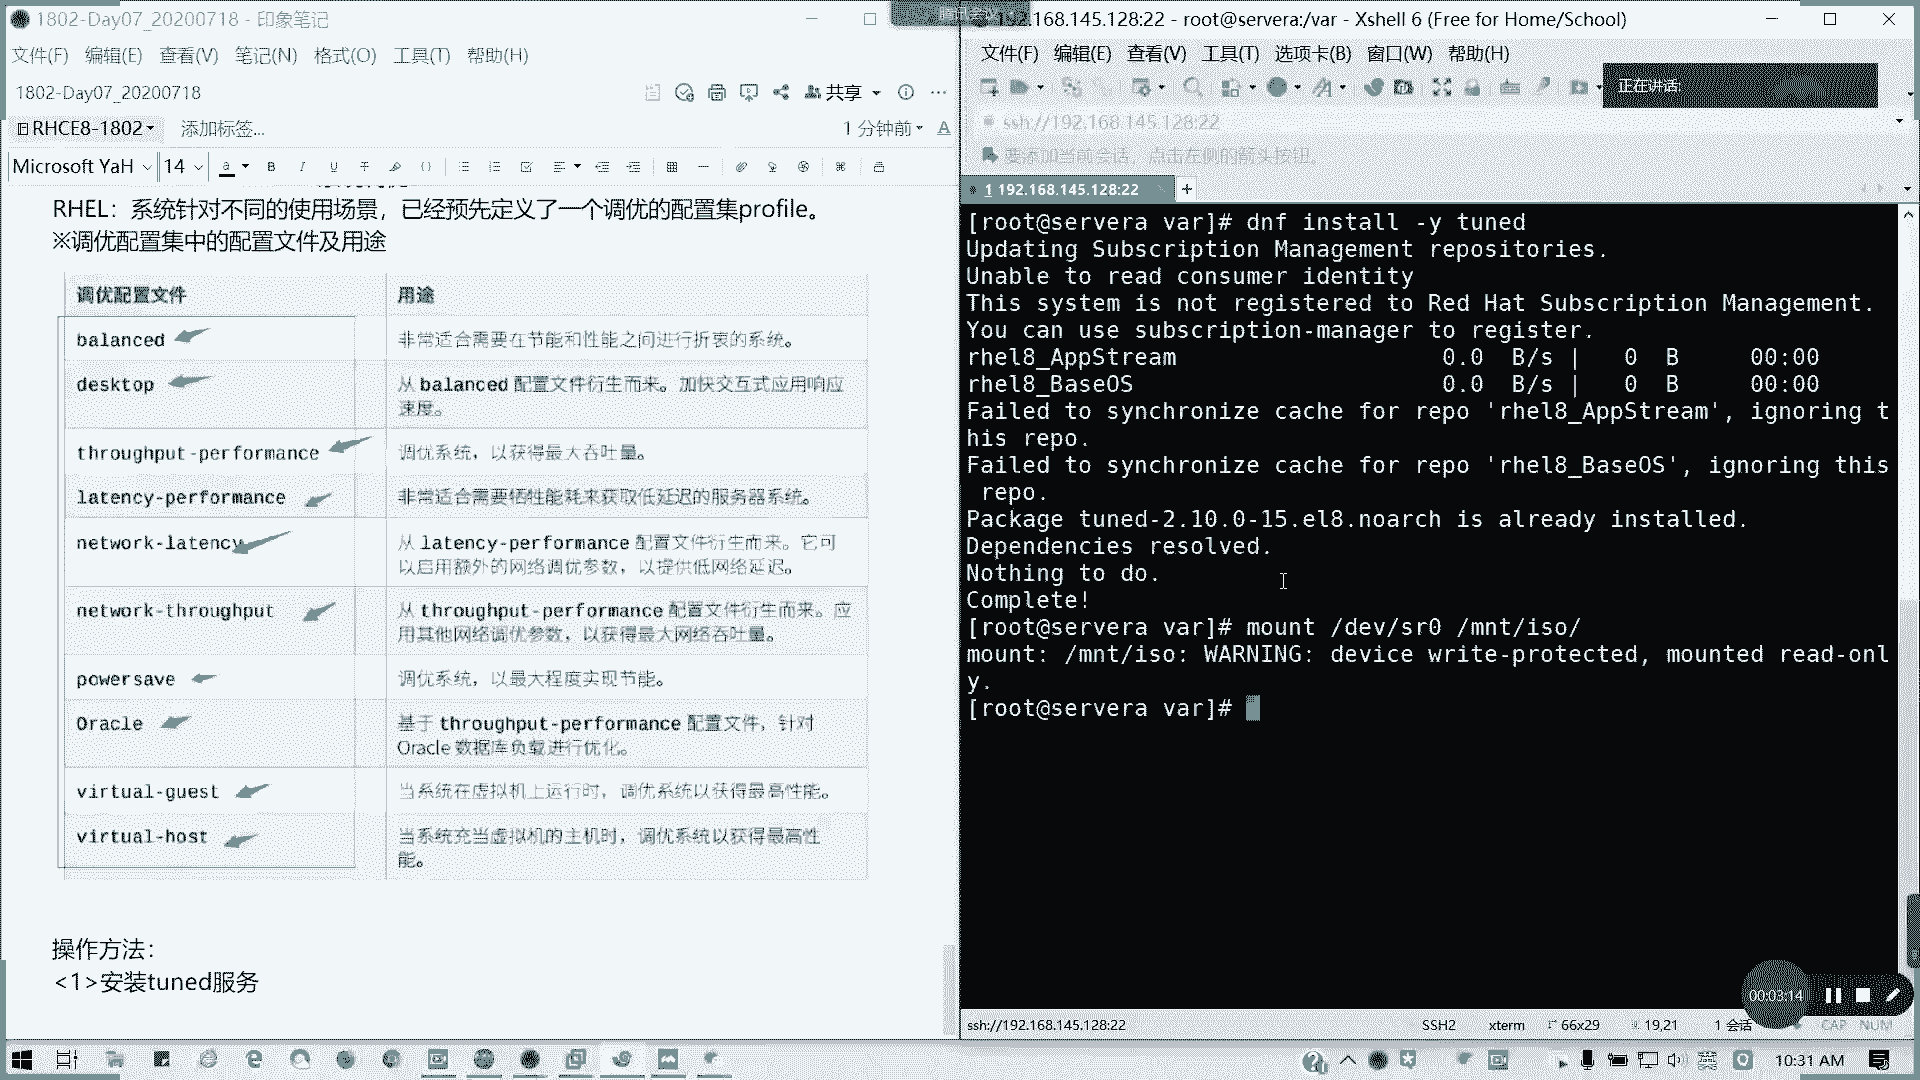 1802-Day07_20200718 - 印象笔记
文件(F) 编辑(E) 查看(V) 笔记(N) 格式(O) 工具(T) 帮助(H)
1802-Day07_20200718
共享
RHCE8-1802 添加标签...
1 分钟前
Microsoft YaH 14
RHEL：系统针对不同的使用场景，已经预先定义了一个调优的配置集profile。
※调优配置集中的配置文件及用途
调优配置文件 用途
balanced 非常适合需要在节能和性能之间进行折衷的系统。
desktop 从 balanced 配置文件衍生而来。加快交互式应用响应
速度。
throughput-performance 调优系统，以获得最大吞吐量。
latency-performance 非常适合需要牺牲能耗来获取低延迟的服务器系统。
network-latency 从 latency-performance 配置文件衍生而来。它可
以启用额外的网络调优参数，以提供低网络延迟。
network-throughput 从 throughput-performance 配置文件衍生而来。应
用其他网络调优参数，以获得最大网络吞吐量。
powersave 调优系统，以最大程度实现节能。
Oracle 基于 throughput-performance 配置文件，针对
Oracle 数据库负载进行优化。
virtual-guest 当系统在虚拟机上运行时，调优系统以获得最高性能。
virtual-host 当系统充当虚拟机的主机时，调优系统以获得最高性
能。
操作方法：
<1>安装tuned服务
腾讯会议
192.168.145.128:22 - root@servera:/var - Xshell 6 (Free for Home/School)
文件(F) 编辑(E) 查看(V) 工具(T) 选项卡(B) 窗口(W) 帮助(H)
正在讲话:
ssh://192.168.145.128:22
要添加当前会话，点击左侧的箭头按钮。
1 192.168.145.128:22
[root@servera var]# dnf install -y tuned
Updating Subscription Management repositories.
Unable to read consumer identity
This system is not registered to Red Hat Subscription Management.
You can use subscription-manager to register.
rhel8_AppStream 0.0 B/s | 0 B 00:00
rhel8_BaseOS 0.0 B/s | 0 B 00:00
Failed to synchronize cache for repo 'rhel8_AppStream', ignoring t
his repo.
Failed to synchronize cache for repo 'rhel8_BaseOS', ignoring this
repo.
Package tuned-2.10.0-15.el8.noarch is already installed.
Dependencies resolved.
Nothing to do.
Complete!
[root@servera var]# mount /dev/sr0 /mnt/iso/
mount: /mnt/iso: WARNING: device write-protected, mounted read-onl
y.
[root@servera var]#
00:03:14
ssh://192.168.145.128:22 SSH2 xterm 66x29 19,21 1 会话 CAP NUM
英 10:31 AM